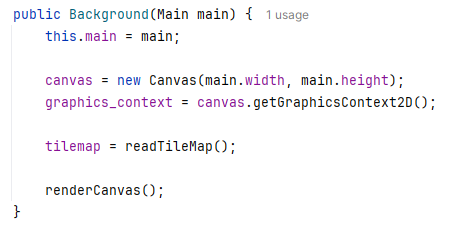 public Background(Main main) { 1 usage
    this.main = main;

    canvas = new Canvas(main.width, main.height);
    graphics_context = canvas.getGraphicsContext2D();

    tilemap = readTileMap();

    renderCanvas();
}